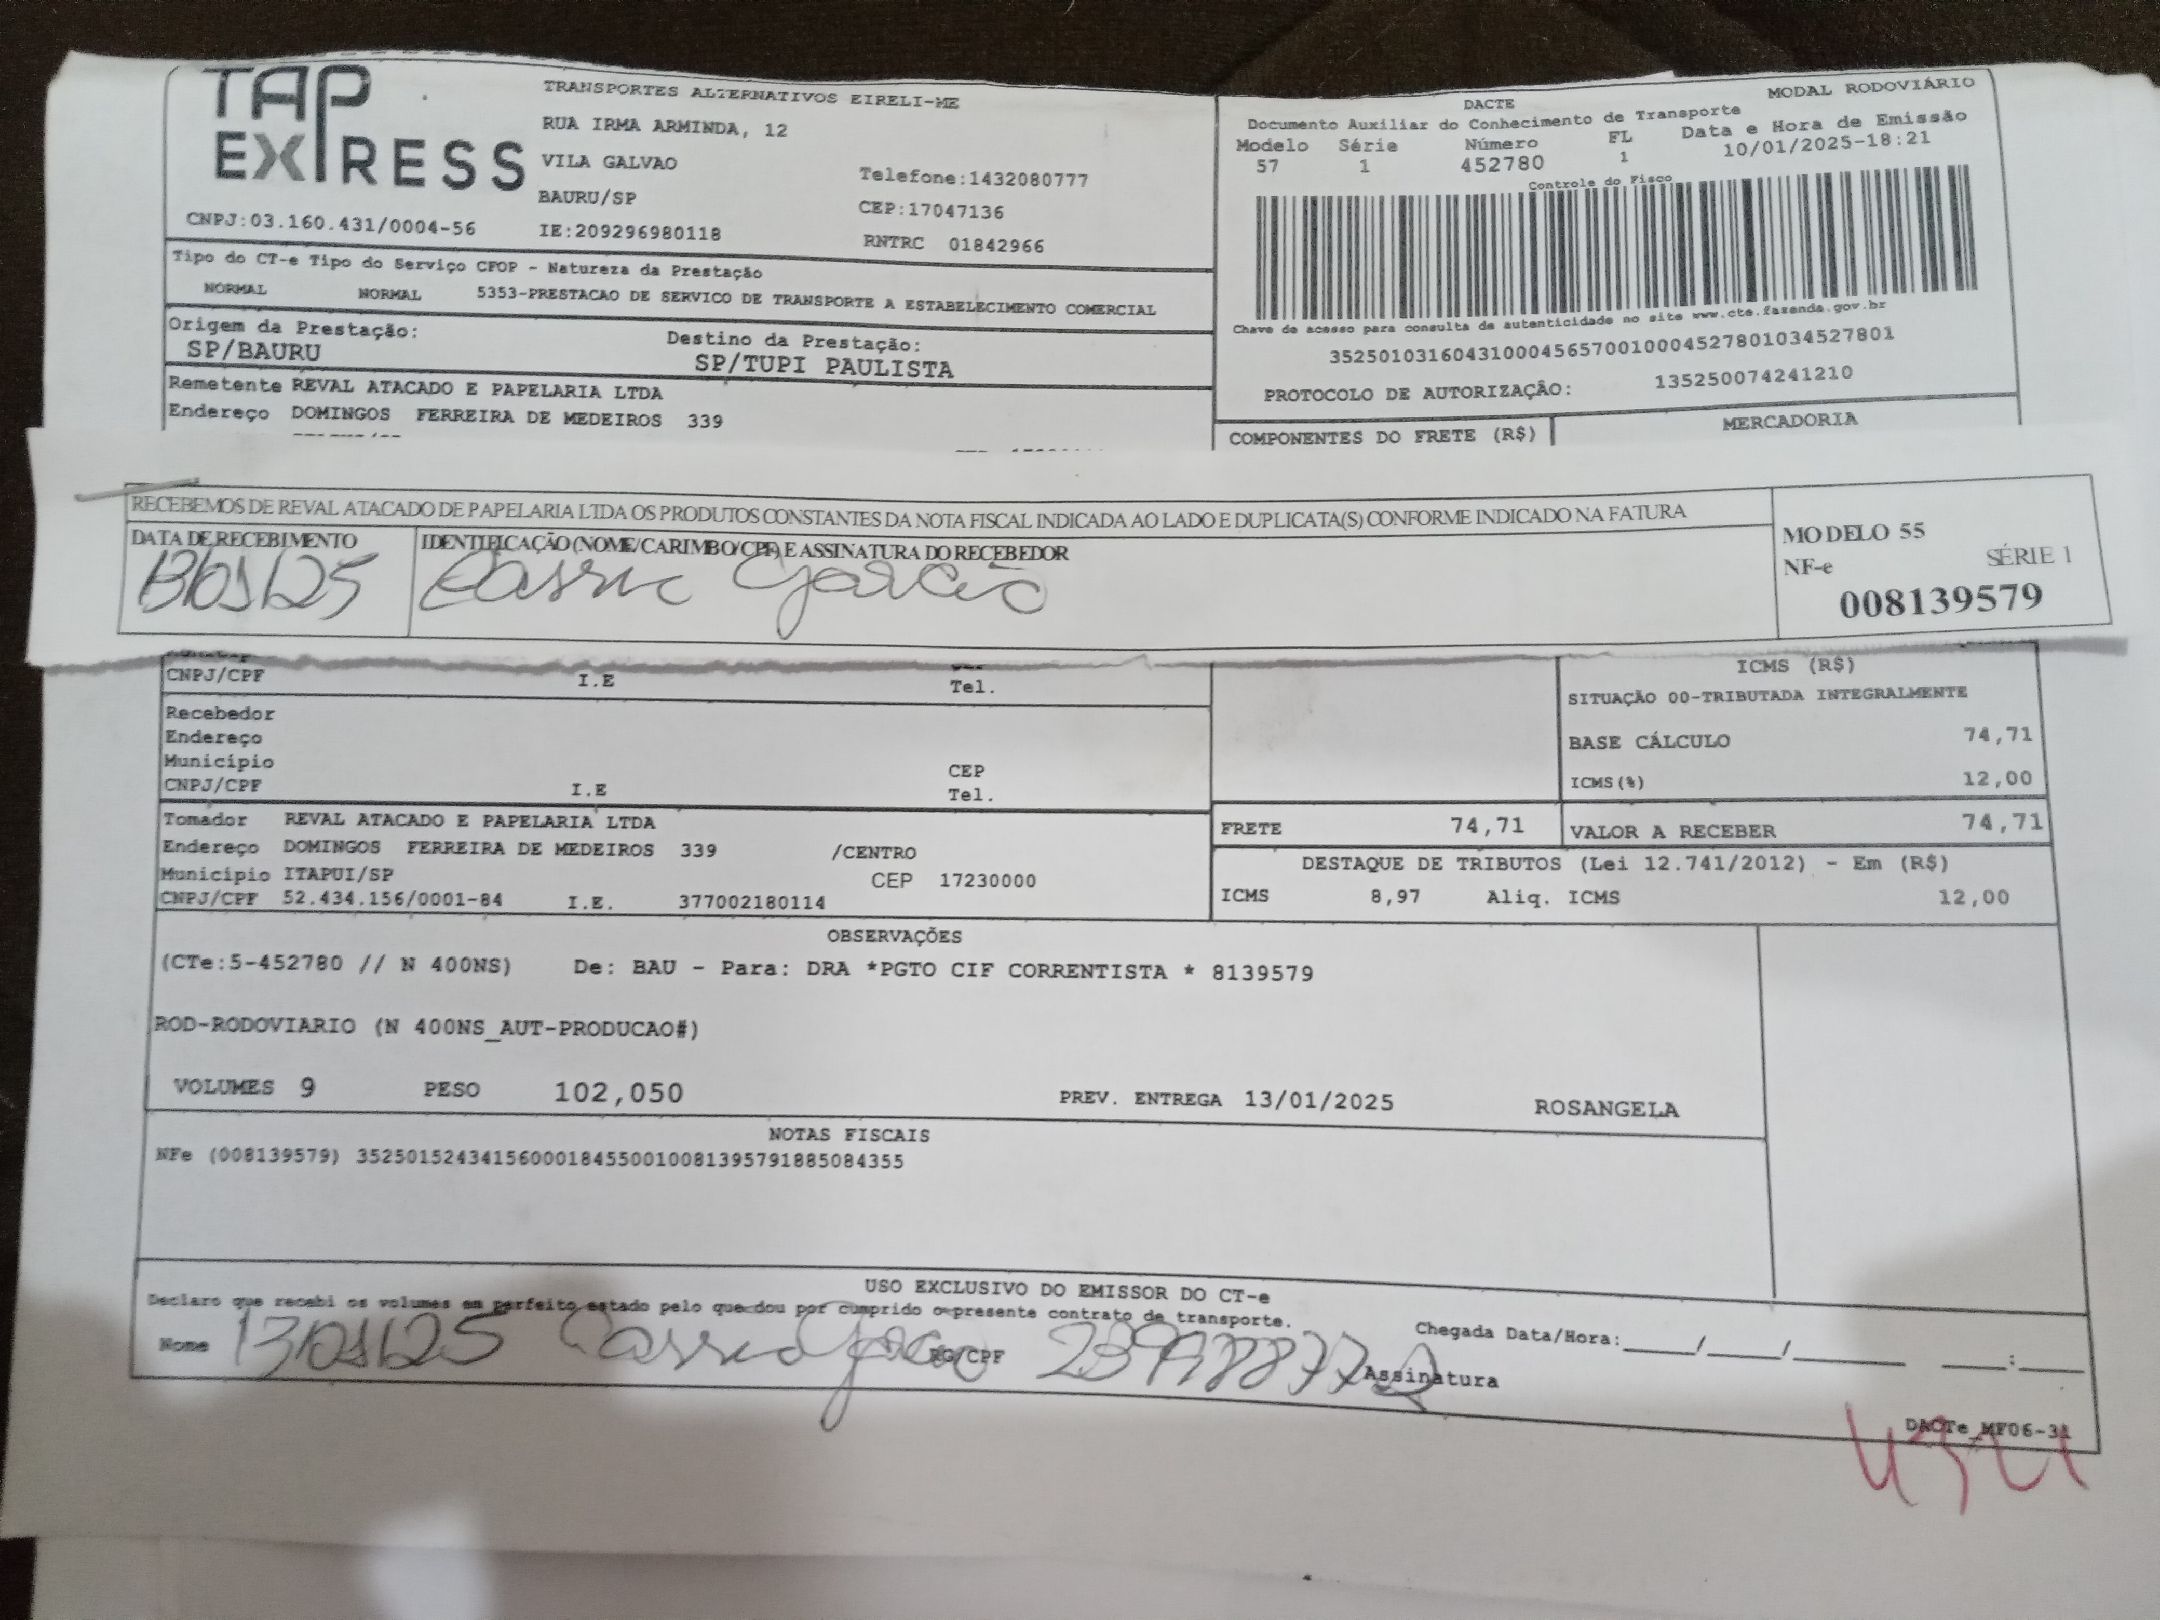 TAP EXPRESS
TRANSPORTES ALTERNATIVOS EIRELI-ME
RUA IRMA ARMINDA, 12
VILA GALVAO
Telefone:1432080777
BAURU/SP
CEP:17047136
CNPJ:03.160.431/0004-56
IE:209296980118
RNTRC 01842966
DACTE
MODAL RODOVIÁRIO
Documento Auxiliar do Conhecimento de Transporte
Modelo Série Número FL Data e Hora de Emissão
57 1 452780 1 10/01/2025-18:21
Controle do Fisco
Chave de acesso para consulta de autenticidade no site www.cte.fazenda.gov.br
35250103160431000456570010004527801034527801
PROTOCOLO DE AUTORIZAÇÃO: 135250074241210
Tipo do CT-e Tipo do Serviço CFOP - Natureza da Prestação
NORMAL NORMAL 5353-PRESTACAO DE SERVICO DE TRANSPORTE A ESTABELECIMENTO COMERCIAL
Origem da Prestação: Destino da Prestação:
SP/BAURU SP/TUPI PAULISTA
Remetente REVAL ATACADO E PAPELARIA LTDA
Endereço DOMINGOS FERREIRA DE MEDEIROS 339
COMPONENTES DO FRETE (R$) MERCADORIA
RECEBEMOS DE REVAL ATACADO DE PAPELARIA LTDA OS PRODUTOS CONSTANTES DA NOTA FISCAL INDICADA AO LADO E DUPLICATA(S) CONFORME INDICADO NA FATURA
DATA DE RECEBIMENTO IDENTIFICAÇÃO (NOME/CARIMBO/CPF) E ASSINATURA DO RECEBEDOR
13/01/25 Cassia Garcia
MODELO 55
NF-e SÉRIE 1
008139579
CNPJ/CPF I.E Tel.
Recebedor
Endereço
Município CEP
CNPJ/CPF I.E Tel.
ICMS (R$)
SITUAÇÃO 00-TRIBUTADA INTEGRALMENTE
BASE CÁLCULO 74,71
ICMS(%) 12,00
Tomador REVAL ATACADO E PAPELARIA LTDA
Endereço DOMINGOS FERREIRA DE MEDEIROS 339 /CENTRO
Município ITAPUI/SP CEP 17230000
CNPJ/CPF 52.434.156/0001-84 I.E. 377002180114
FRETE 74,71 VALOR A RECEBER 74,71
DESTAQUE DE TRIBUTOS (Lei 12.741/2012) - Em (R$)
ICMS 8,97 Aliq. ICMS 12,00
OBSERVAÇÕES
(CTe:5-452780 // N 400NS) De: BAU - Para: DRA *PGTO CIF CORRENTISTA * 8139579
ROD-RODOVIARIO (N 400NS_AUT-PRODUCAO#)
VOLUMES 9 PESO 102,050 PREV. ENTREGA 13/01/2025 ROSANGELA
NOTAS FISCAIS
NFe (008139579) 35250152434156000184550010081395791885084355
USO EXCLUSIVO DO EMISSOR DO CT-e
Declaro que recebi os volumes em perfeito estado pelo que dou por cumprido o presente contrato de transporte.
Nome 13/01/25 Cassia Garcia RG/CPF Assinatura
Chegada Data/Hora:____/____/______ ____:____
DACTe_MF06-31